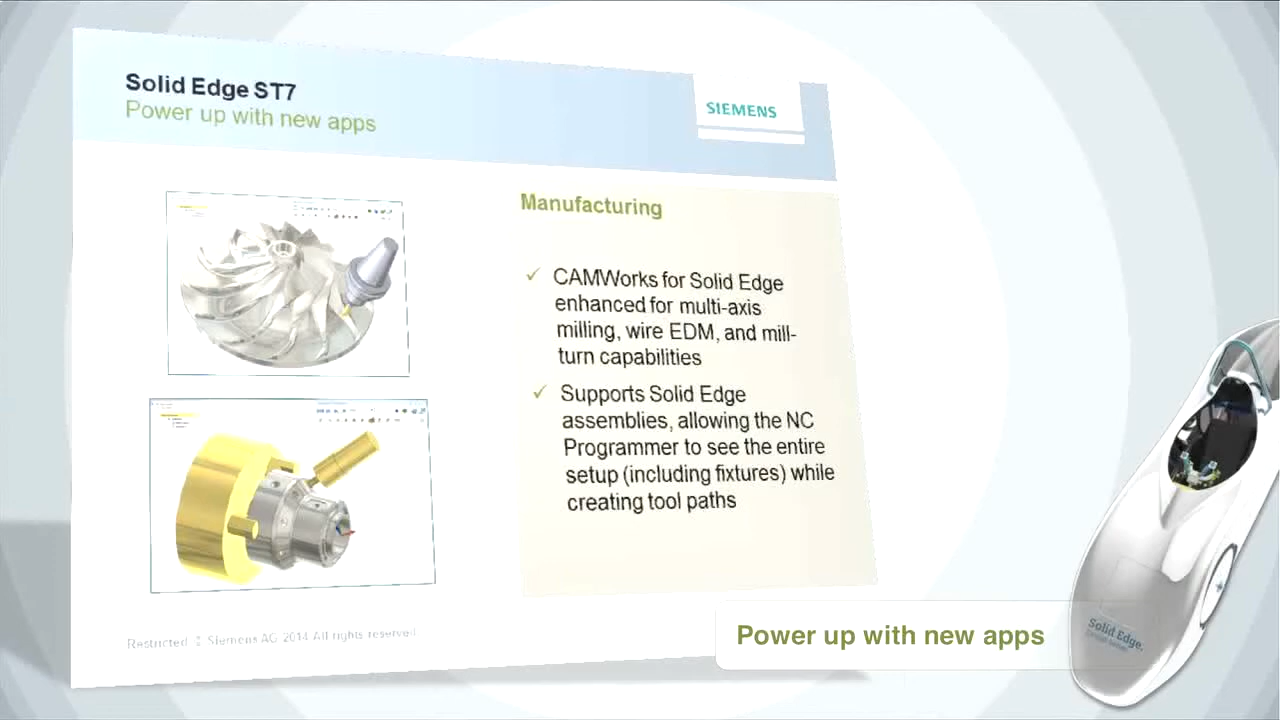 Solid Edge ST7
Power up with new apps
SIEMENS
Manufacturing
✓ CAMWorks for Solid Edge
enhanced for multi-axis
milling, wire EDM, and mill-
turn capabilities
✓ Supports Solid Edge
assemblies, allowing the NC
Programmer to see the entire
setup (including fixtures) while
creating tool paths
Restricted © Siemens AG 2014 All rights reserved
Power up with new apps
Solid Edge.